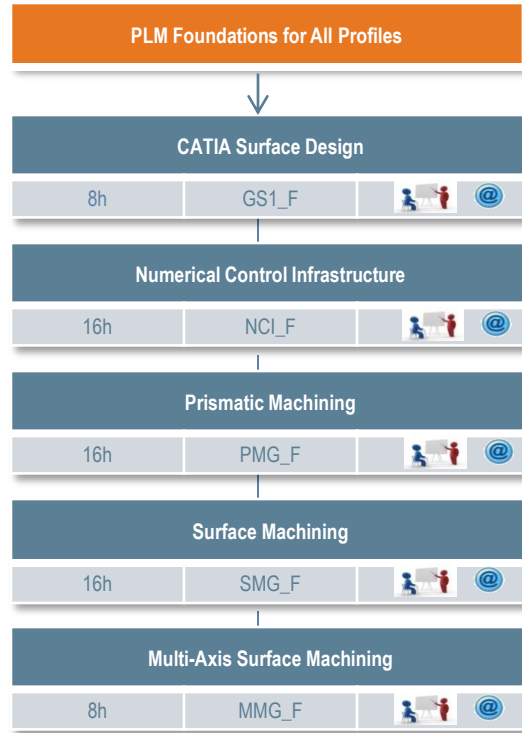 PLM Foundations for All Profiles
CATIA Surface Design
8h GS1_F @
Numerical Control Infrastructure
16h NCI_F @
Prismatic Machining
16h PMG_F @
Surface Machining
16h SMG_F @
Multi-Axis Surface Machining
8h MMG_F @